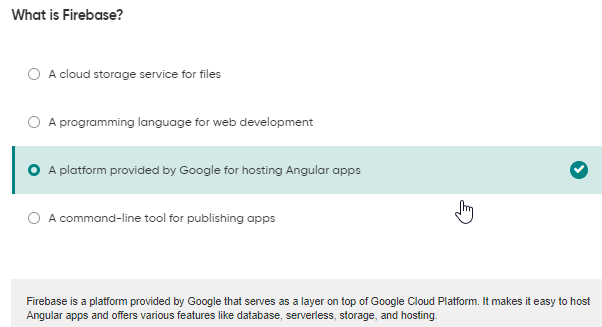 What is Firebase?
A cloud storage service for files
A programming language for web development
A platform provided by Google for hosting Angular apps
A command-line tool for publishing apps
Firebase is a platform provided by Google that serves as a layer on top of Google Cloud Platform. It makes it easy to host
Angular apps and offers various features like database, serverless, storage, and hosting.